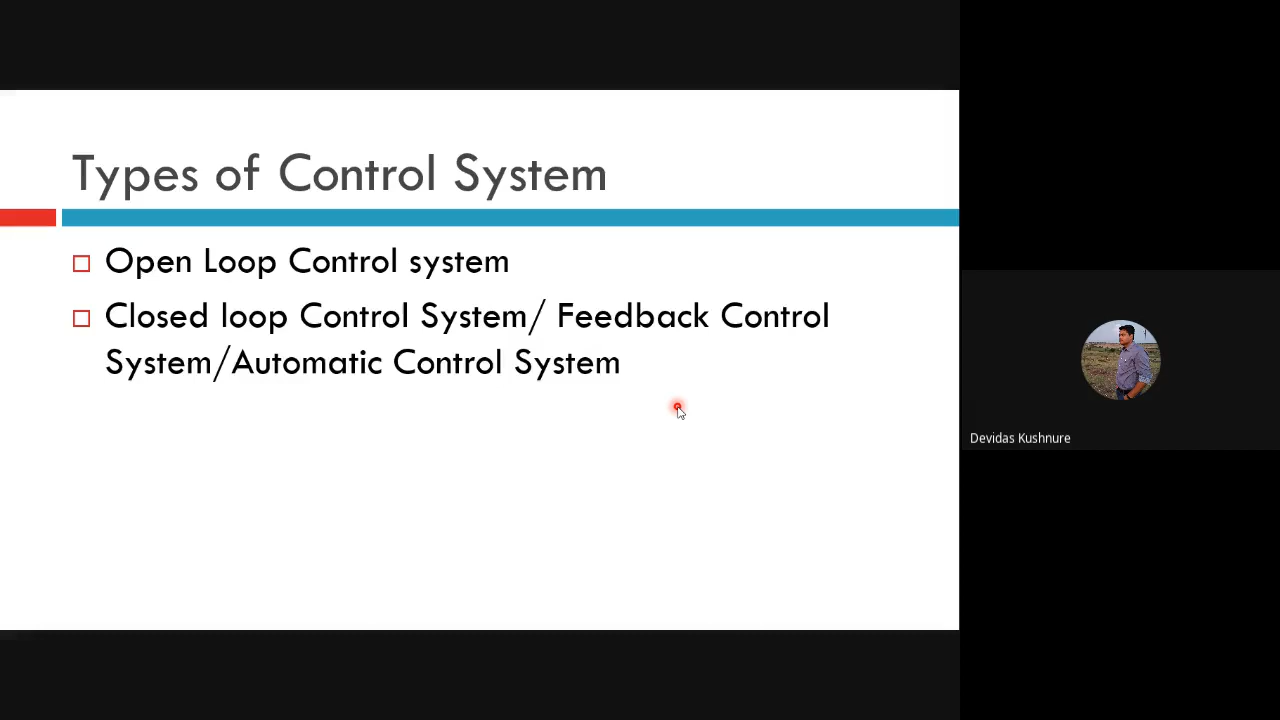 Types of Control System
Open Loop Control system
Closed loop Control System/ Feedback Control
System/Automatic Control System
Devidas Kushnure